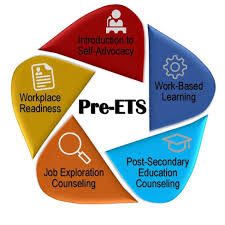 Introduction to
Self-Advocacy
Workplace
Readiness
Pre-ETS
Work-Based
Learning
Job Exploration
Counseling
Post-Secondary
Education
Counseling